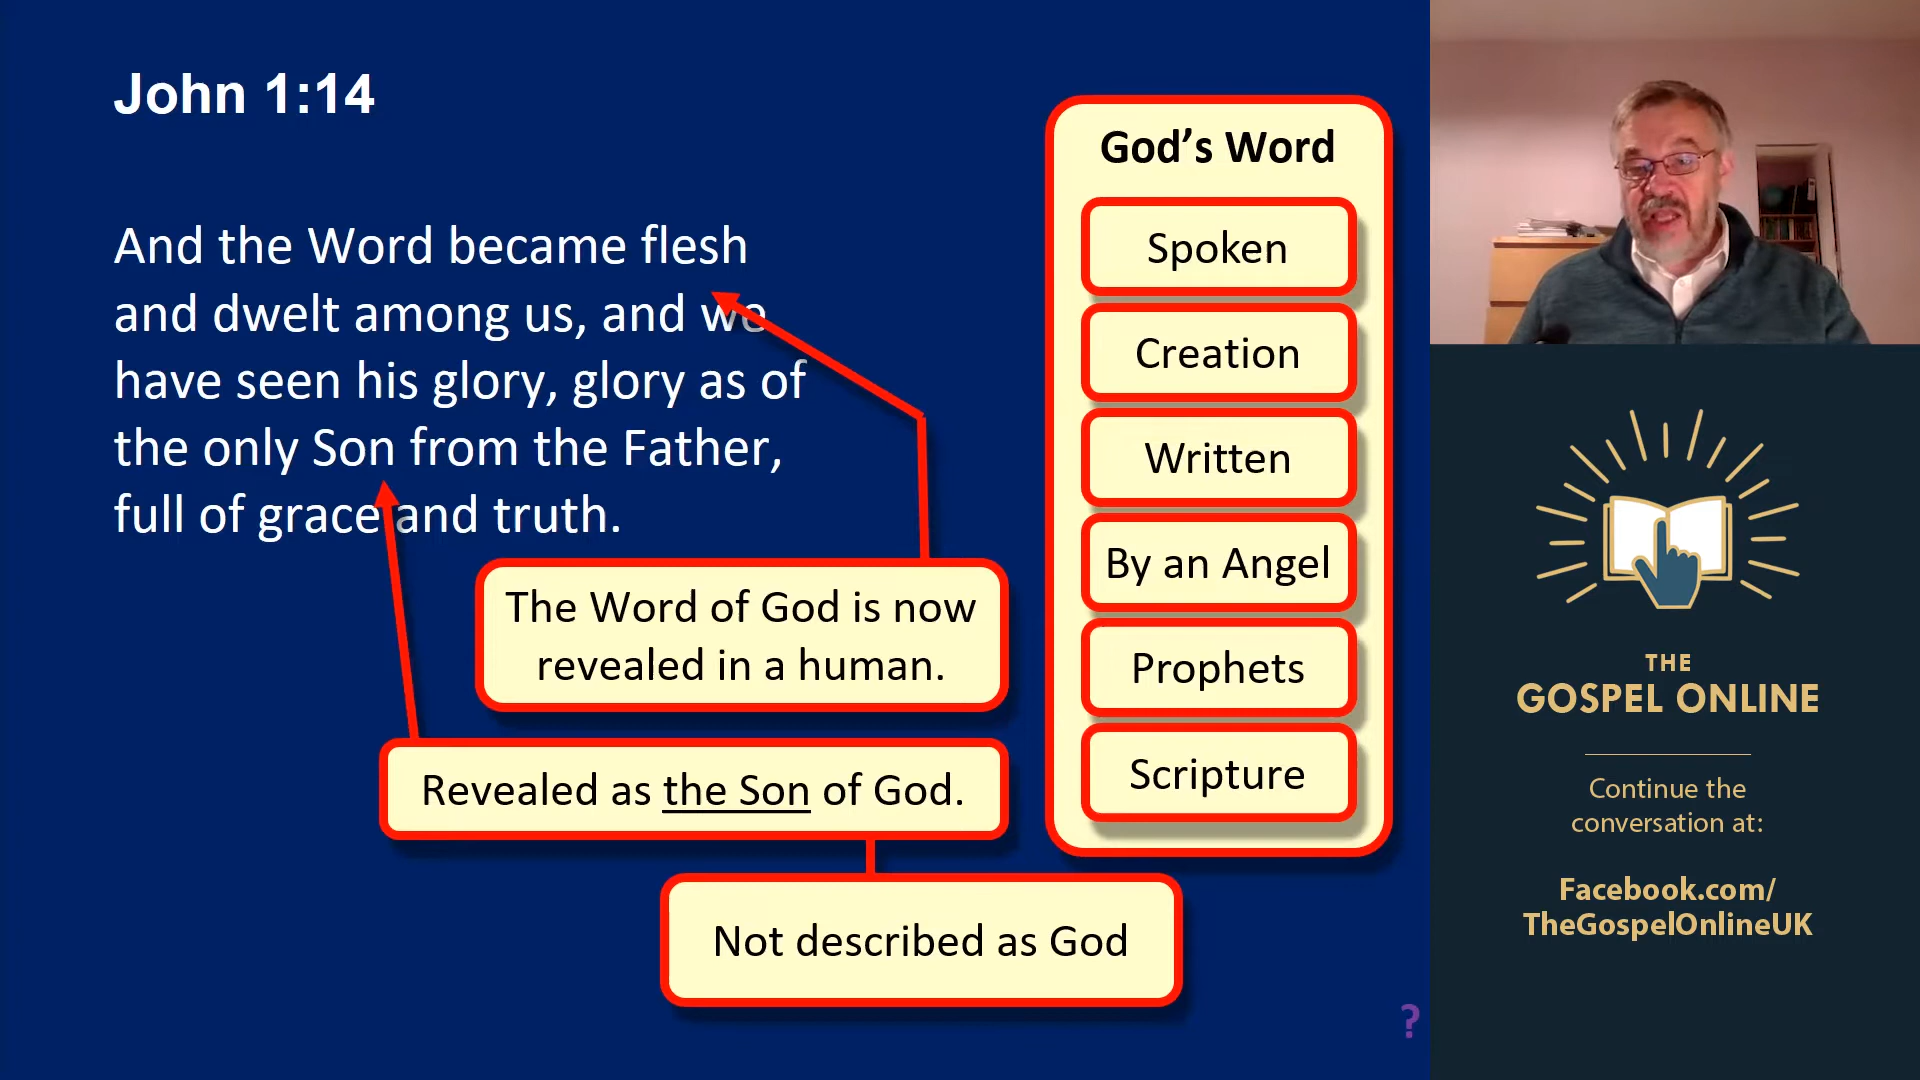 John 1:14
And the Word became flesh
and dwelt among us, and we
have seen his glory, glory as of
the only Son from the Father,
full of grace and truth.
The Word of God is now
revealed in a human.
Revealed as the Son of God.
Not described as God
God's Word
Spoken
Creation
Written
By an Angel
Prophets
Scripture
?
THE
GOSPEL ONLINE
Continue the
conversation at:
Facebook.com/
TheGospelOnlineUK